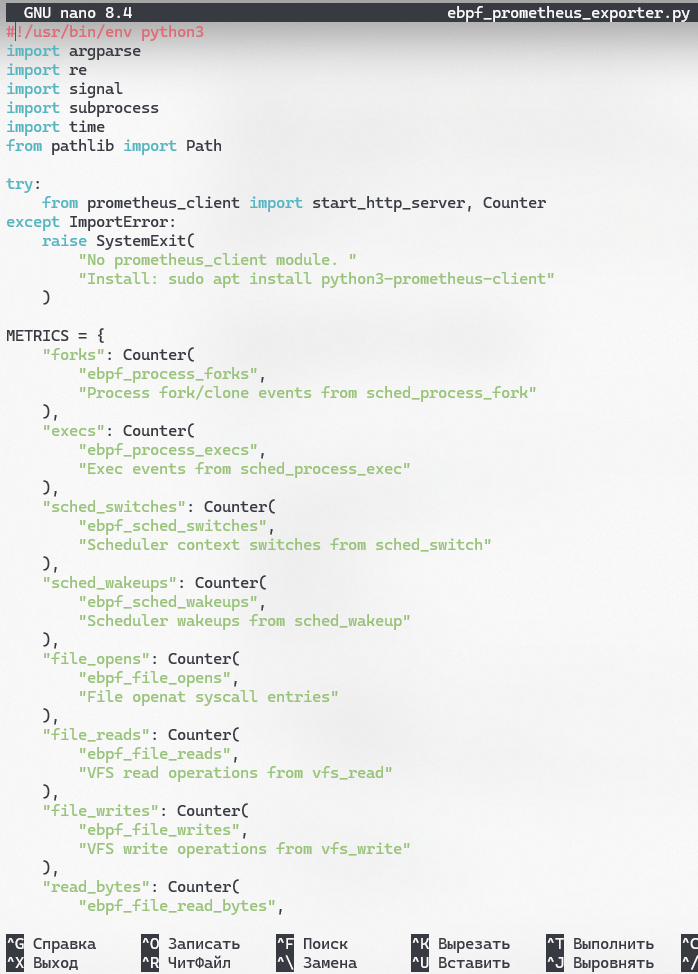 GNU nano 8.4 ebpf_prometheus_exporter.py
#!/usr/bin/env python3
import argparse
import re
import signal
import subprocess
import time
from pathlib import Path

try:
    from prometheus_client import start_http_server, Counter
except ImportError:
    raise SystemExit(
        "No prometheus_client module. "
        "Install: sudo apt install python3-prometheus-client"
    )

METRICS = {
    "forks": Counter(
        "ebpf_process_forks",
        "Process fork/clone events from sched_process_fork"
    ),
    "execs": Counter(
        "ebpf_process_execs",
        "Exec events from sched_process_exec"
    ),
    "sched_switches": Counter(
        "ebpf_sched_switches",
        "Scheduler context switches from sched_switch"
    ),
    "sched_wakeups": Counter(
        "ebpf_sched_wakeups",
        "Scheduler wakeups from sched_wakeup"
    ),
    "file_opens": Counter(
        "ebpf_file_opens",
        "File openat syscall entries"
    ),
    "file_reads": Counter(
        "ebpf_file_reads",
        "VFS read operations from vfs_read"
    ),
    "file_writes": Counter(
        "ebpf_file_writes",
        "VFS write operations from vfs_write"
    ),
    "read_bytes": Counter(
        "ebpf_file_read_bytes",

^G Справка ^O Записать ^F Поиск ^K Вырезать ^T Выполнить ^C
^X Выход ^R ЧитФайл ^\ Замена ^U Вставить ^J Выровнять ^/